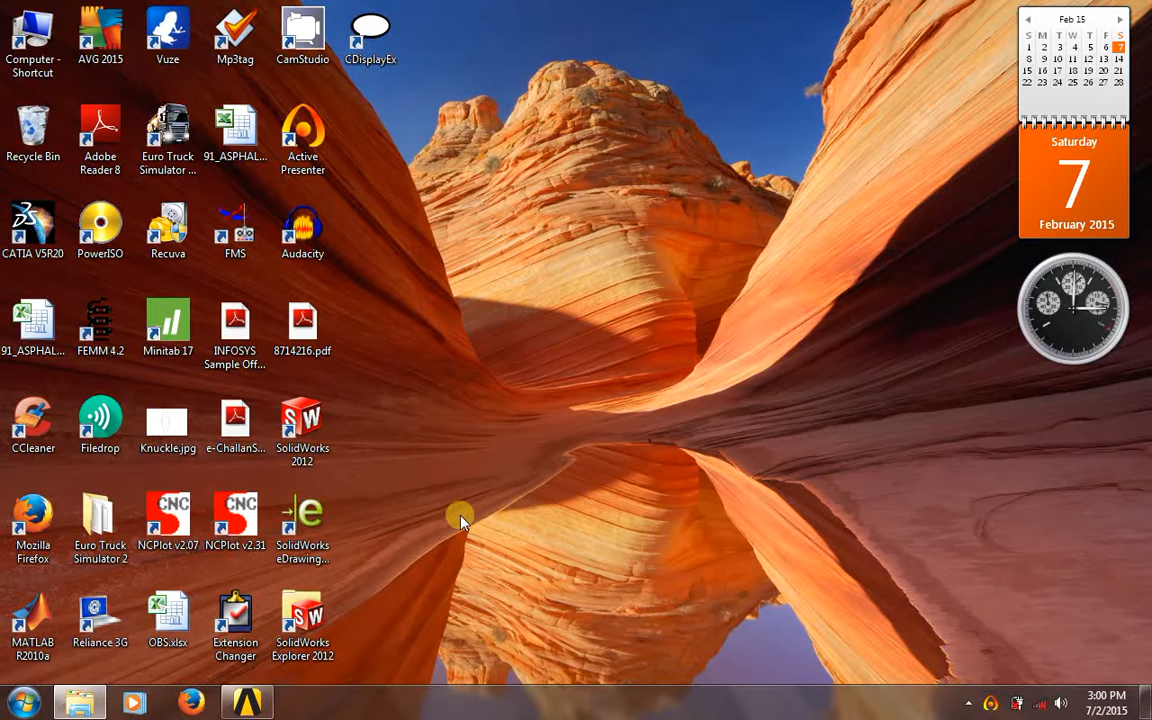 Computer -
Shortcut
AVG 2015
Vuze
Mp3tag
CamStudio
CDisplayEx
Recycle Bin
Adobe
Reader 8
Euro Truck
Simulator ...
91_ASPHAL...
Active
Presenter
CATIA V5R20
PowerISO
Recuva
FMS
Audacity
91_ASPHAL...
FEMM 4.2
Minitab 17
INFOSYS
Sample Off...
8714216.pdf
CCleaner
Filedrop
Knuckle.jpg
e-ChallanS...
SolidWorks
2012
Mozilla
Firefox
Euro Truck
Simulator 2
CNC
NCPlot v2.07
CNC
NCPlot v2.31
SolidWorks
eDrawing...
MATLAB
R2010a
Reliance 3G
OBS.xlsx
Extension
Changer
SolidWorks
Explorer 2012
Feb 15
S M T W F S
1 2 3 4 5 6 7
8 9 10 11 12 13 14
15 16 17 18 19 20 21
22 23 24 25 26 27 28
Saturday
7
February 2015
3:00 PM
7/2/2015